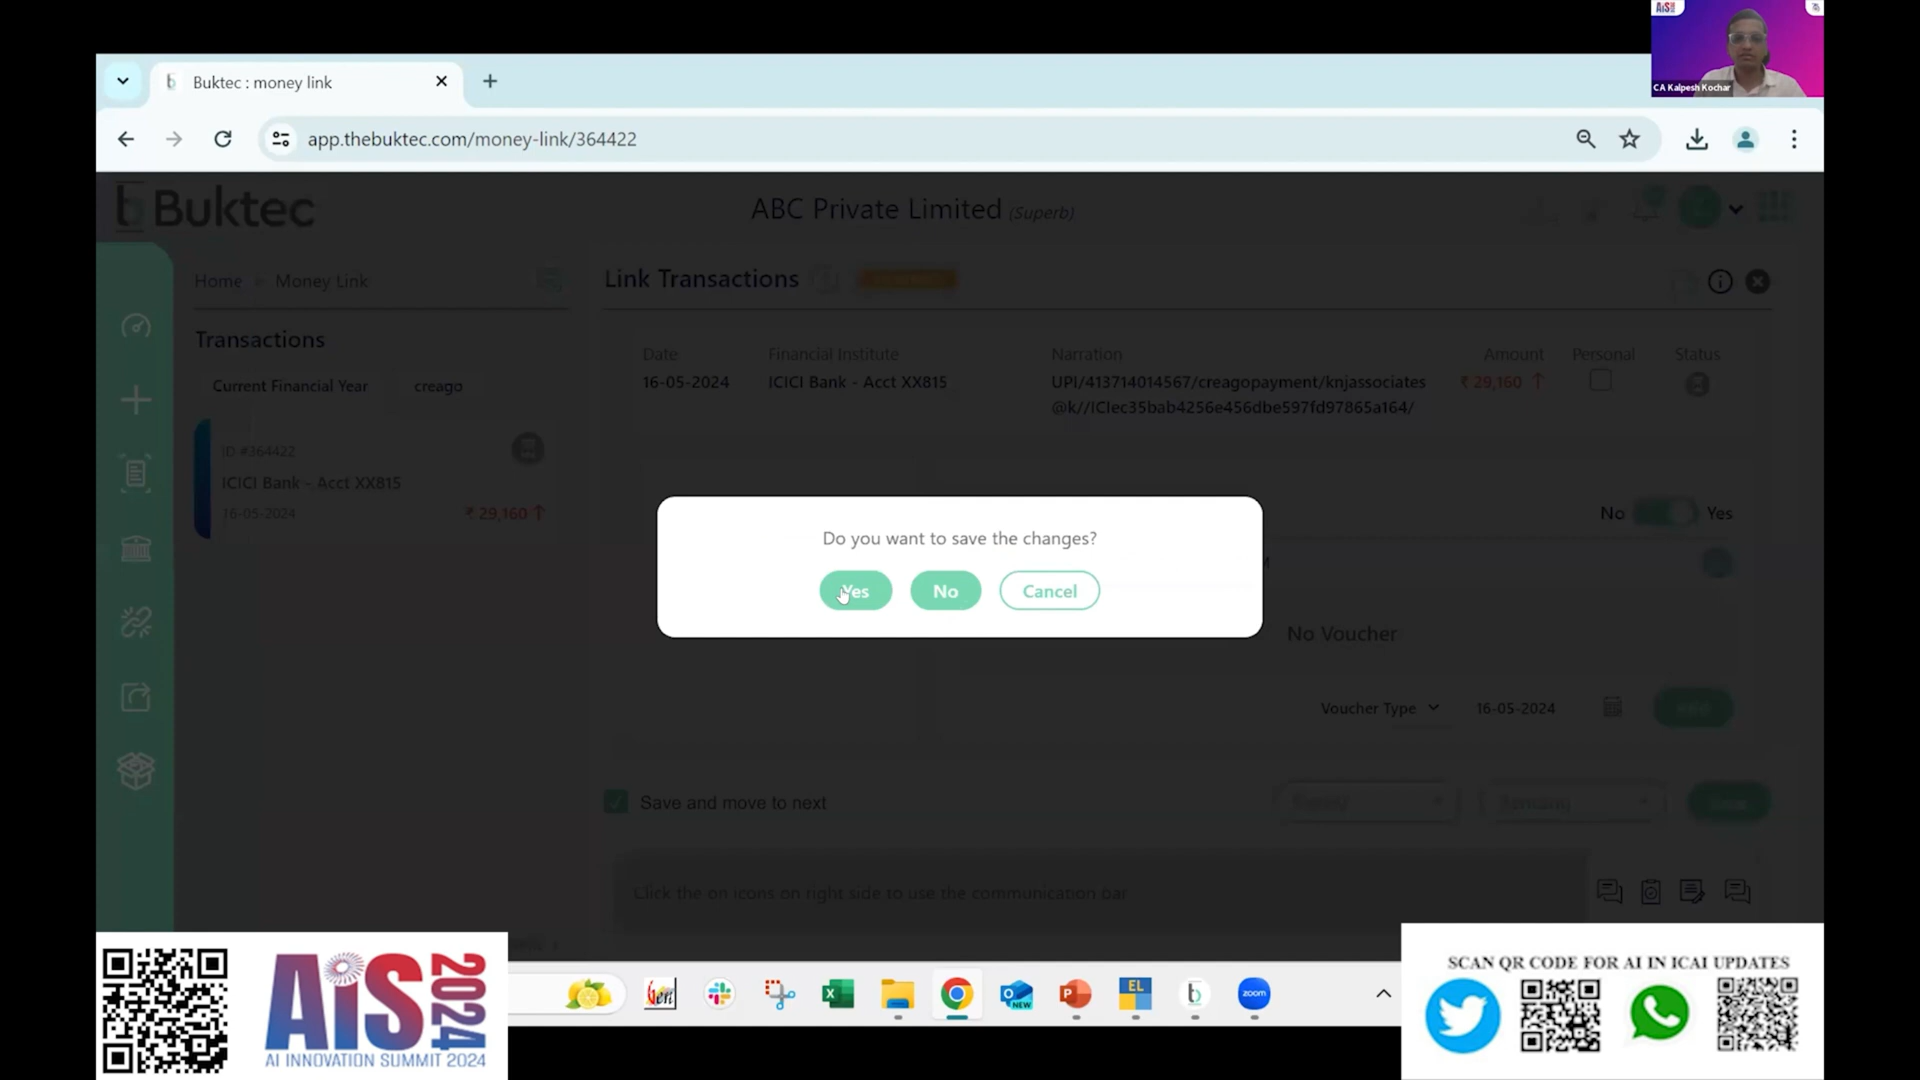 AiS
CA Kalpesh Kochar
Buktec : money link
app.thebuktec.com/money-link/364422
Buktec
ABC Private Limited (Superb)
Home
Money Link
Link Transactions
Transactions
Current Financial Year
creago
Date
Financial Institute
Narration
Amount
Personal
Status
16-05-2024
ICICI Bank - Acct XX815
UPI/413714014567/creagopayment/knjassociates
@k//ICIec35bab4256e456dbe597fd97865a164/
₹ 29,160
ID #364422
ICICI Bank - Acct XX815
16-05-2024
₹ 29,160
No
Yes
Do you want to save the changes?
Yes
No
Cancel
No Voucher
Voucher Type
16-05-2024
Save and move to next
Click the on icons on right side to use the communication bar
AiS 2024
AI INNOVATION SUMMIT 2024
EL
NEW
zoom
SCAN QR CODE FOR AI IN ICAI UPDATES